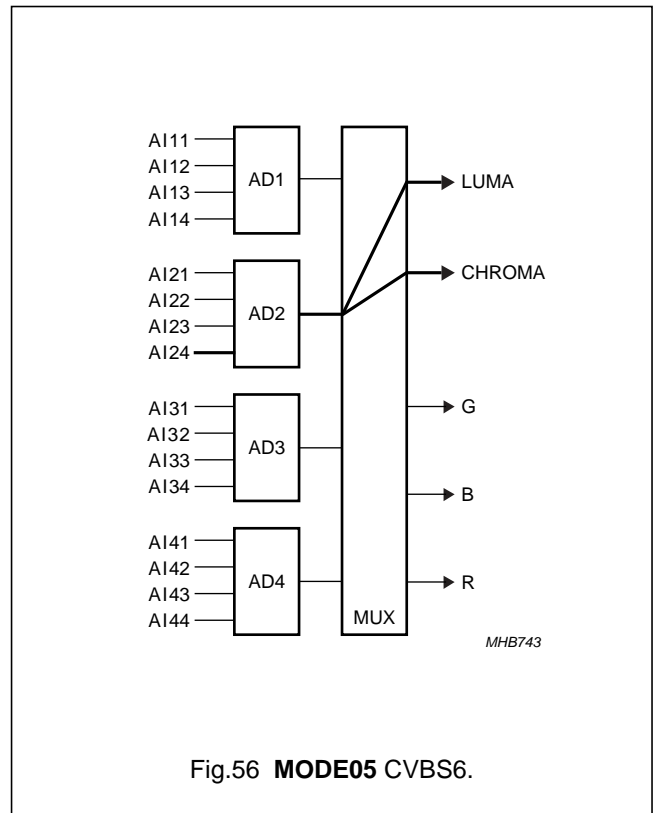 AI11
AI12
AI13
AI14
AD1
AI21
AI22
AI23
AI24
AD2
AI31
AI32
AI33
AI34
AD3
AI41
AI42
AI43
AI44
AD4
MUX
LUMA
CHROMA
G
B
R
MHB743
Fig.56 MODE05 CVBS6.